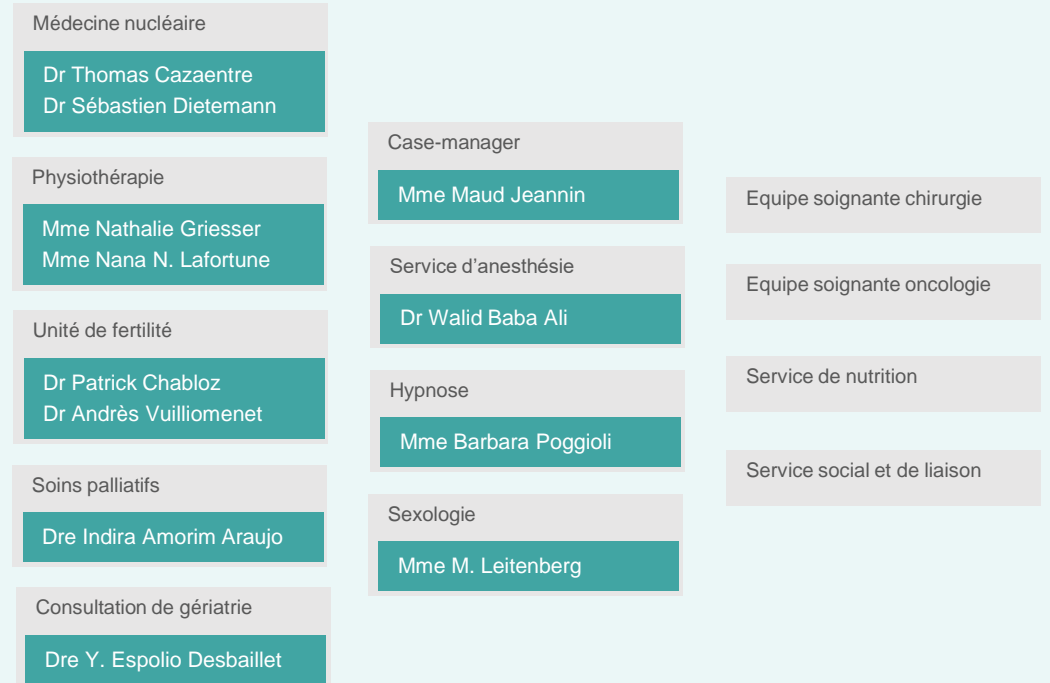 Médecine nucléaire
Dr Thomas Cazaentre
Dr Sébastien Dietemann
Physiothérapie
Mme Nathalie Griesser
Mme Nana N. Lafortune
Unité de fertilité
Dr Patrick Chabloz
Dr Andrès Vuilliomenet
Soins palliatifs
Dre Indira Amorim Araujo
Consultation de gériatrie
Dre Y. Espolio Desbaillet
Case-manager
Mme Maud Jeannin
Service d’anesthésie
Dr Walid Baba Ali
Hypnose
Mme Barbara Poggioli
Sexologie
Mme M. Leitenberg
Equipe soignante chirurgie
Equipe soignante oncologie
Service de nutrition
Service social et de liaison